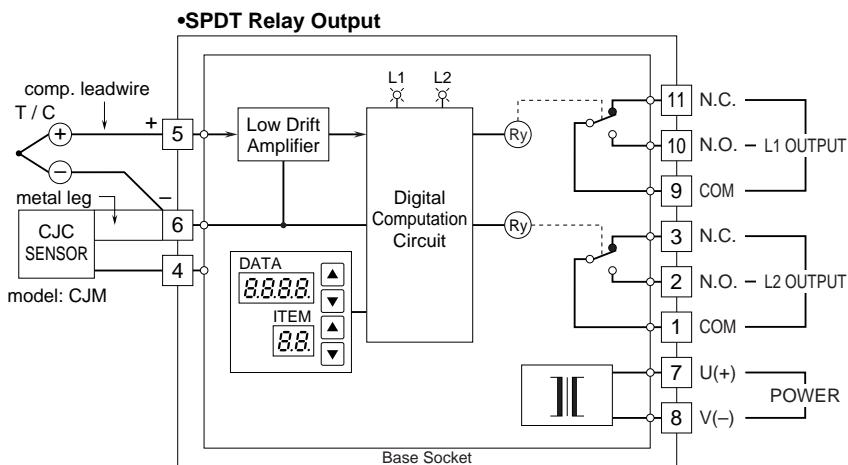 •SPDT Relay Output
comp. leadwire
T / C
+
−
+
−
5
metal leg
CJC
SENSOR
6
4
model: CJM
L1
L2
Low Drift
Amplifier
Digital
Computation
Circuit
Ry
Ry
DATA
8.8.8.8.
ITEM
8.8.
▲
▼
▲
▼
11 N.C.
10 N.O. – L1 OUTPUT
9 COM
3 N.C.
2 N.O. – L2 OUTPUT
1 COM
7 U(+)
POWER
8 V(–)
Base Socket